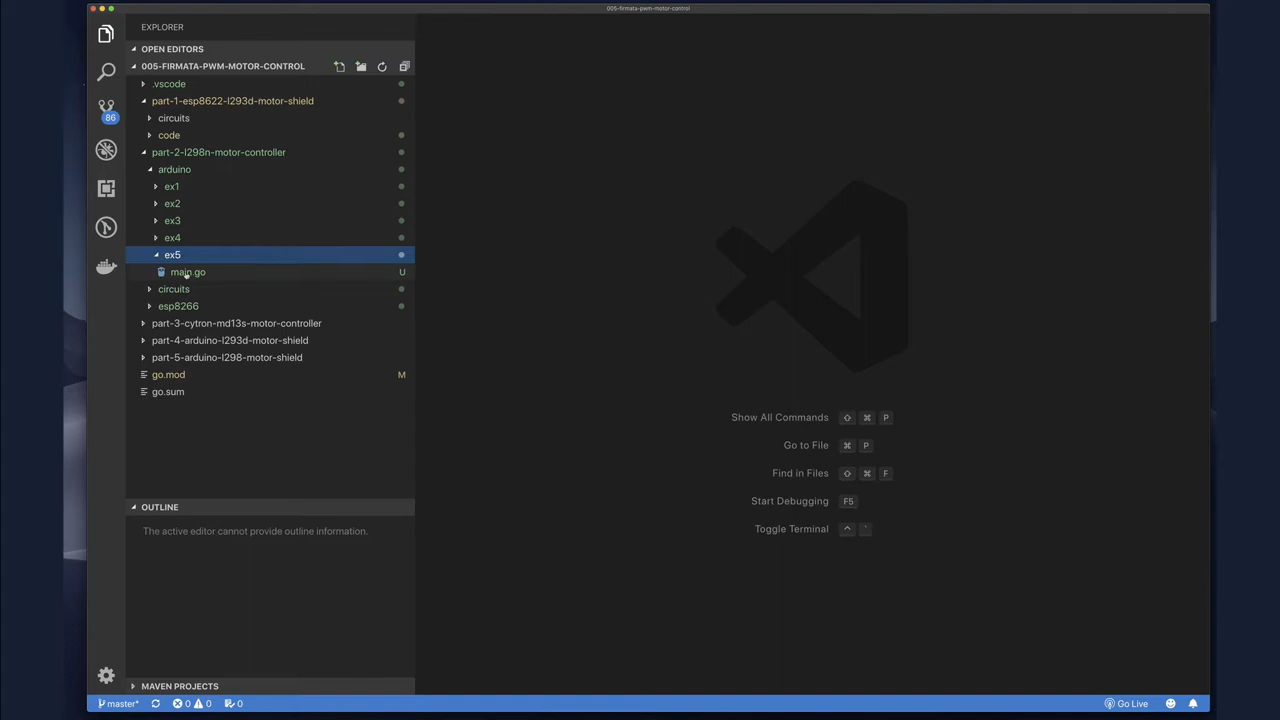 005-firmata-pwm-motor-control
EXPLORER
OPEN EDITORS
005-FIRMATA-PWM-MOTOR-CONTROL
.vscode
part-1-esp8622-l293d-motor-shield
86
circuits
code
part-2-l298n-motor-controller
arduino
ex1
ex2
ex3
ex4
ex5
main.go U
circuits
esp8266
part-3-cytron-md13s-motor-controller
part-4-arduino-l293d-motor-shield
part-5-arduino-l298-motor-shield
go.mod M
go.sum
Show All Commands ⇧ ⌘ P
Go to File ⌘ P
Find in Files ⇧ ⌘ F
Start Debugging F5
Toggle Terminal ^ `
OUTLINE
The active editor cannot provide outline information.
MAVEN PROJECTS
master* 0 0 0 Go Live